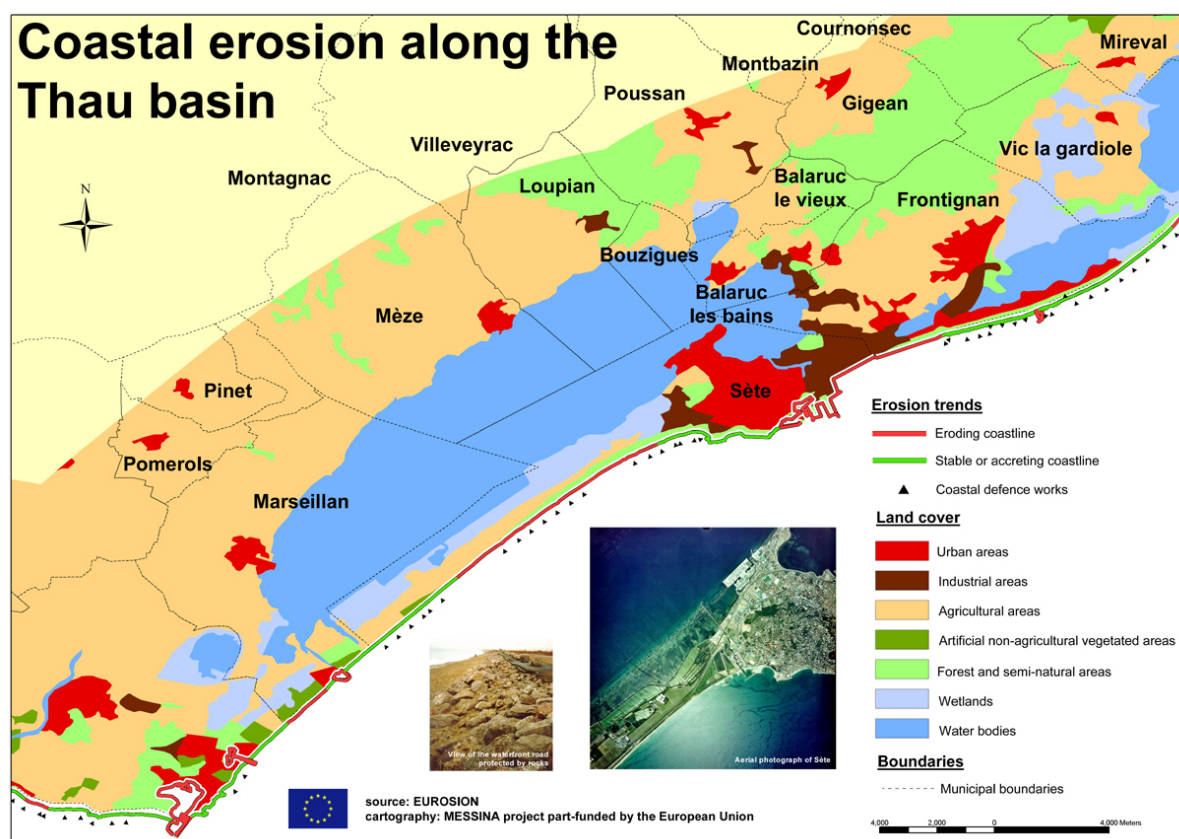 Coastal erosion along the
Thau basin
Cournonsec
Mireval
Montbazin
Poussan
Gigean
Villeveyrac
Vic la gardiole
Montagnac
Loupian
Balaruc
le vieux
Frontignan
N
Bouzigues
Balaruc
les bains
Mèze
Pinet
Sète
Pomerols
Marseillan
Erosion trends
Eroding coastline
Stable or accreting coastline
Coastal defence works
Land cover
Urban areas
Industrial areas
Agricultural areas
Artificial non-agricultural vegetated areas
Forest and semi-natural areas
Wetlands
Water bodies
Boundaries
Municipal boundaries
4,000 2,000 0 4,000 Meters
View of the waterfront road
protected by rocks
Aerial photograph of Sète
source: EUROSION
cartography: MESSINA project part-funded by the European Union